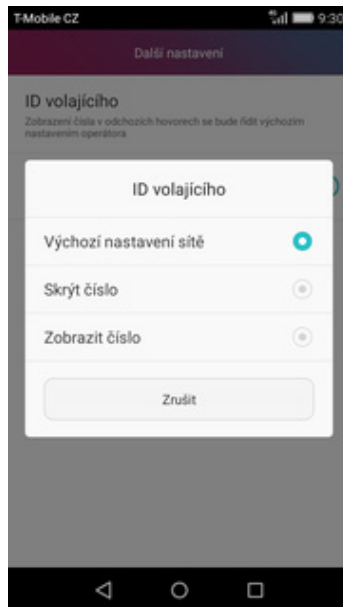 T-Mobile CZ 9:30
Další nastavení
ID volajícího
Zobrazení čísla v odchozích hovorech se bude řídit výchozím
nastavením operátora
ID volajícího
Výchozí nastavení sítě
Skrýt číslo
Zobrazit číslo
Zrušit